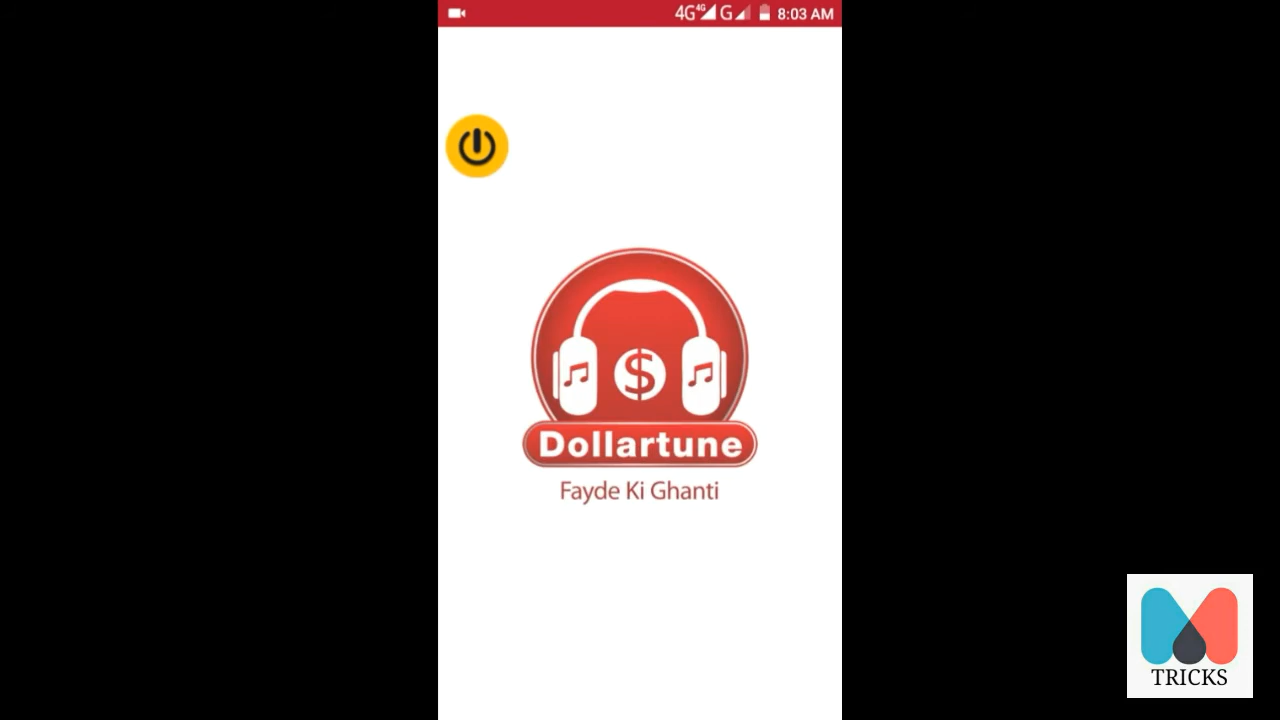 4G 4G G 8:03 AM
$
Dollartune
Fayde Ki Ghanti
TRICKS